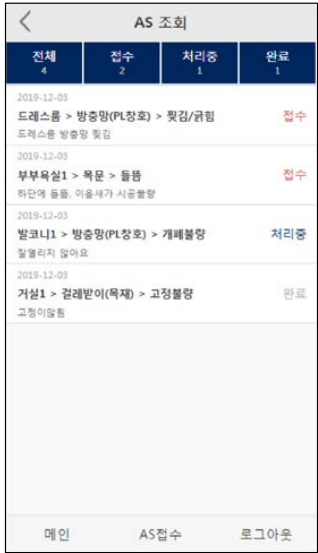 AS 조회
전체 접수 처리중 완료
4 2 1 1
2019-12-03
드레스룸 > 방충망(PL창호) > 찢김/긁힘 접수
드레스룸 방충망 찢김
2019-12-03
부부욕실1 > 목문 > 들뜸 접수
하단에 들뜸, 이음새가 시공불량
2019-12-03
발코니1 > 방충망(PL창호) > 개폐불량 처리중
잘열리지 않아요
2019-12-03
거실1 > 걸레받이(목재) > 고정불량 완료
고정이않됨
메인 AS접수 로그아웃